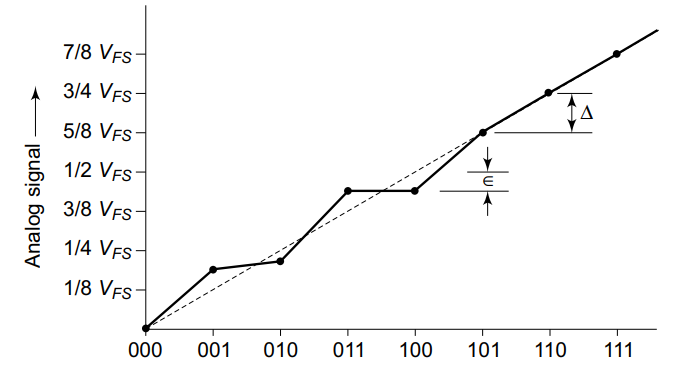 7/8 V_FS
3/4 V_FS
5/8 V_FS
1/2 V_FS
3/8 V_FS
1/4 V_FS
1/8 V_FS
Analog signal
Δ
∈
000 001 010 011 100 101 110 111